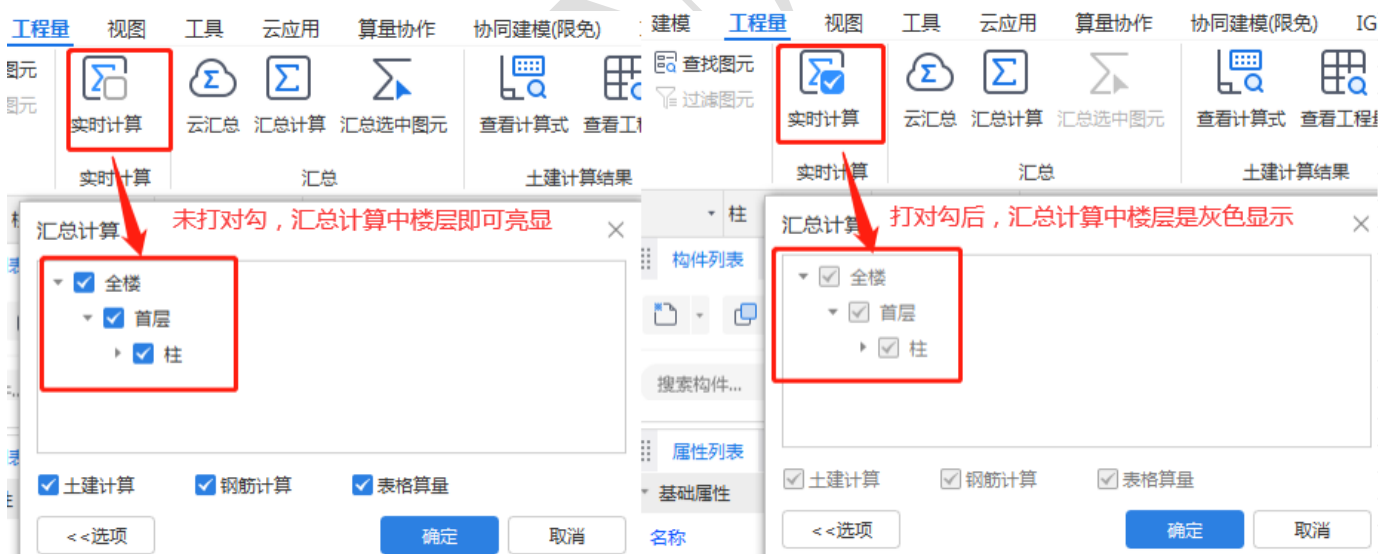 工程量 视图 工具 云应用 算量协作 协同建模(限免)
图元
图元
实时计算 云汇总 汇总计算 汇总选中图元 查看计算式 查看工
实时计算 汇总 土建计算结果
未打对勾，汇总计算中楼层即可亮显
汇总计算
全楼
首层
柱
土建计算 钢筋计算 表格算量
<<选项 确定 取消
建模 工程量 视图 工具 云应用 算量协作 协同建模(限免) IG
查找图元
过滤图元
实时计算 云汇总 汇总计算 汇总选中图元 查看计算式 查看工程
实时计算 汇总 土建计算结果
柱
打对勾后，汇总计算中楼层是灰色显示
汇总计算
构件列表
全楼
首层
柱
搜索构件...
属性列表
土建计算 钢筋计算 表格算量
基础属性
<<选项 确定 取消
名称